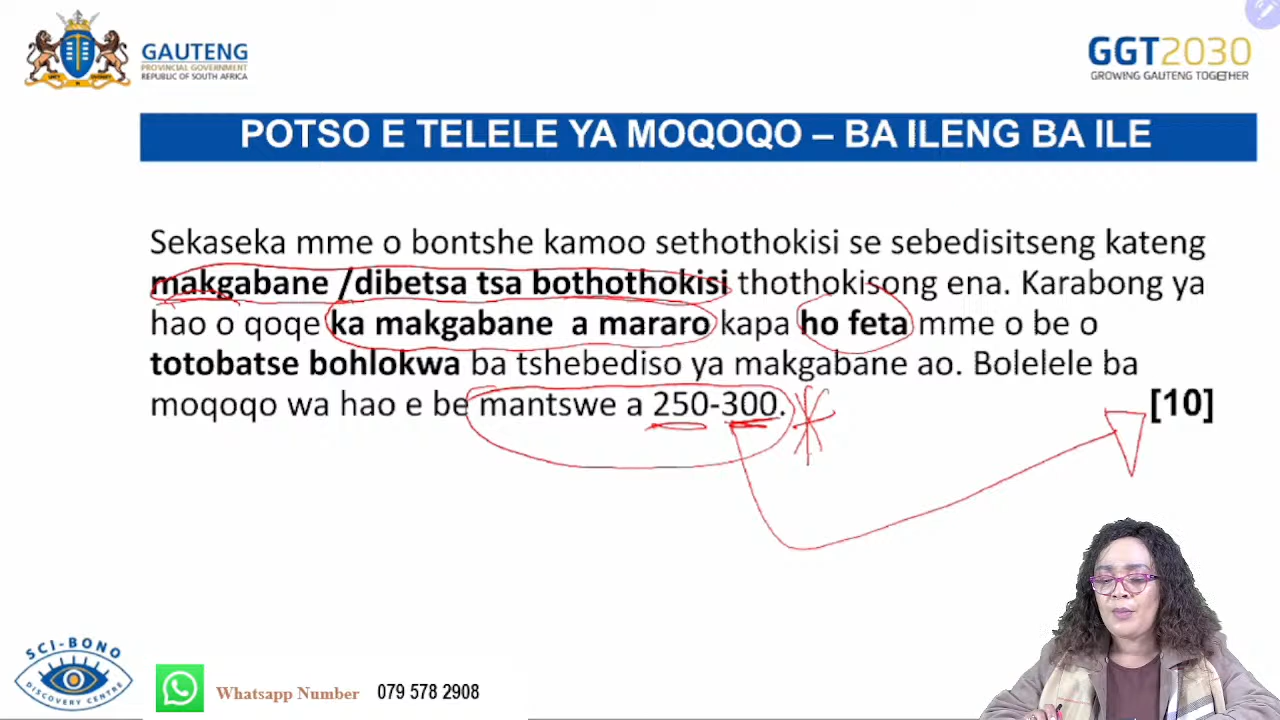 GAUTENG
PROVINCIAL GOVERNMENT
REPUBLIC OF SOUTH AFRICA
GGT2030
GROWING GAUTENG TOGETHER
POTSO E TELELE YA MOQOQO – BA ILENG BA ILE
Sekaseka mme o bontshe kamoo sethothokisi se sebedisitseng kateng
makgabane /dibetsa tsa bothothokisi thothokisong ena. Karabong ya
hao o qoqe ka makgabane a mararo kapa ho feta mme o be o
totobatse bohlokwa ba tshebediso ya makgabane ao. Bolelele ba
moqoqo wa hao e be mantswe a 250-300. [10]
SCI-BONO
DISCOVERY CENTRE
Whatsapp Number 079 578 2908